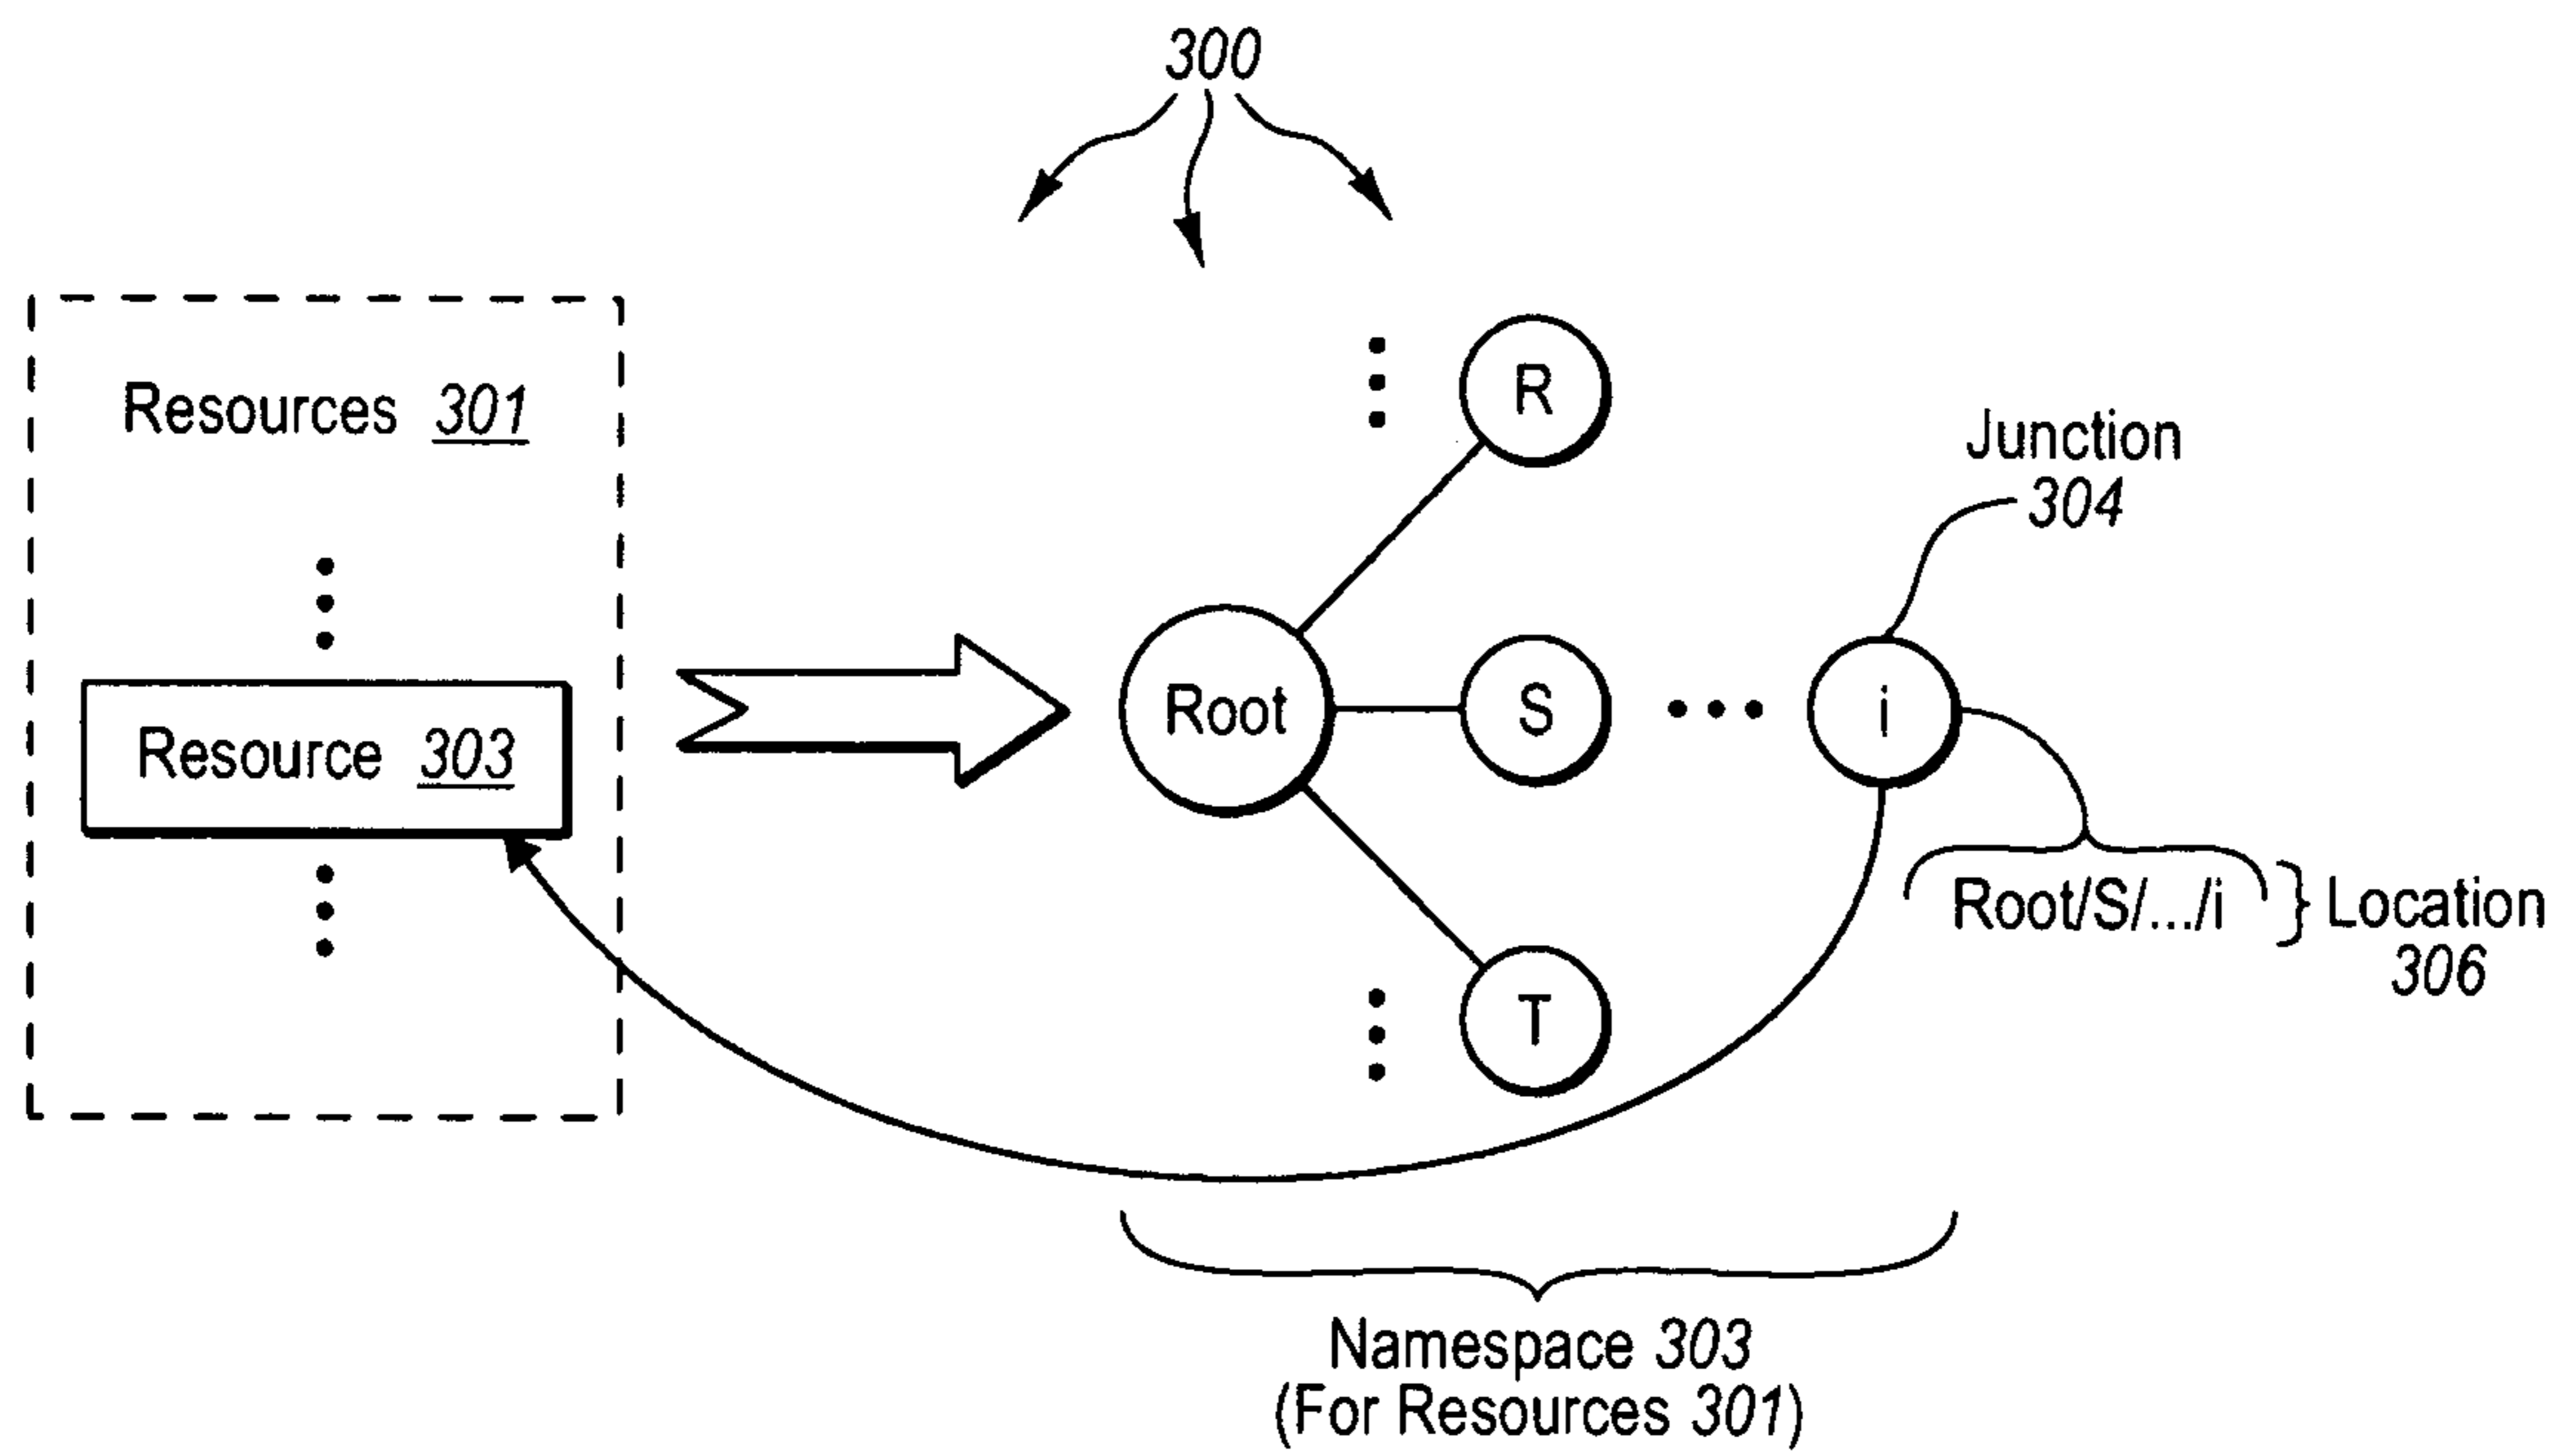 300
Resources 301
R
Junction
304
Resource 303
Root
S
i
Root/S/.../i
Location
306
T
Namespace 303
(For Resources 301)